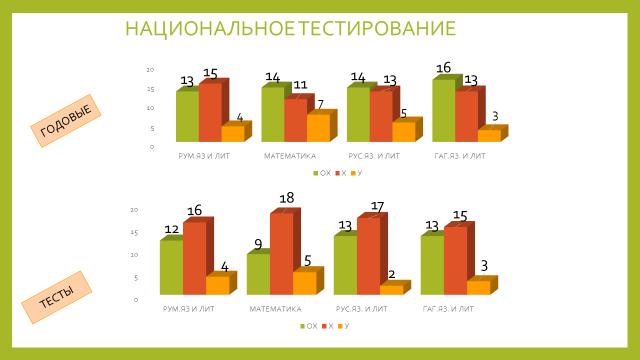 НАЦИОНАЛЬНОЕ ТЕСТИРОВАНИЕ
ГОДОВЫЕ
20
15
10
5
0
13 15 4 14 11 7 14 13 5 16 13 3
РУМ.ЯЗ И ЛИТ МАТЕМАТИКА РУС.ЯЗ. И ЛИТ ГАГ.ЯЗ. И ЛИТ
ОХ Х У
ТЕСТЫ
20
15
10
5
0
12 16 4 9 18 5 13 17 2 13 15 3
РУМ.ЯЗ И ЛИТ МАТЕМАТИКА РУС.ЯЗ. И ЛИТ ГАГ.ЯЗ. И ЛИТ
ОХ Х У